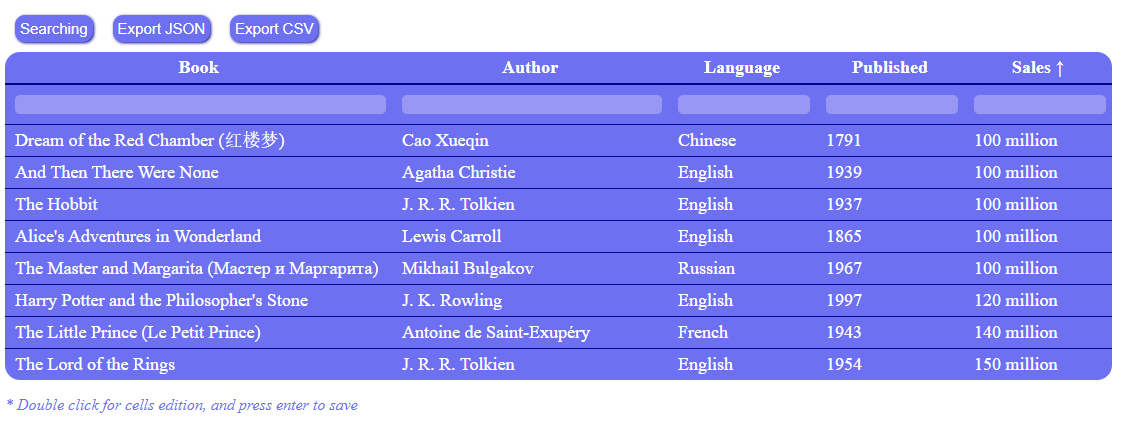 Searching Export JSON Export CSV
Book Author Language Published Sales ↑
Dream of the Red Chamber (红楼梦) Cao Xueqin Chinese 1791 100 million
And Then There Were None Agatha Christie English 1939 100 million
The Hobbit J. R. R. Tolkien English 1937 100 million
Alice's Adventures in Wonderland Lewis Carroll English 1865 100 million
The Master and Margarita (Мастер и Маргарита) Mikhail Bulgakov Russian 1967 100 million
Harry Potter and the Philosopher's Stone J. K. Rowling English 1997 120 million
The Little Prince (Le Petit Prince) Antoine de Saint-Exupéry French 1943 140 million
The Lord of the Rings J. R. R. Tolkien English 1954 150 million
* Double click for cells edition, and press enter to save